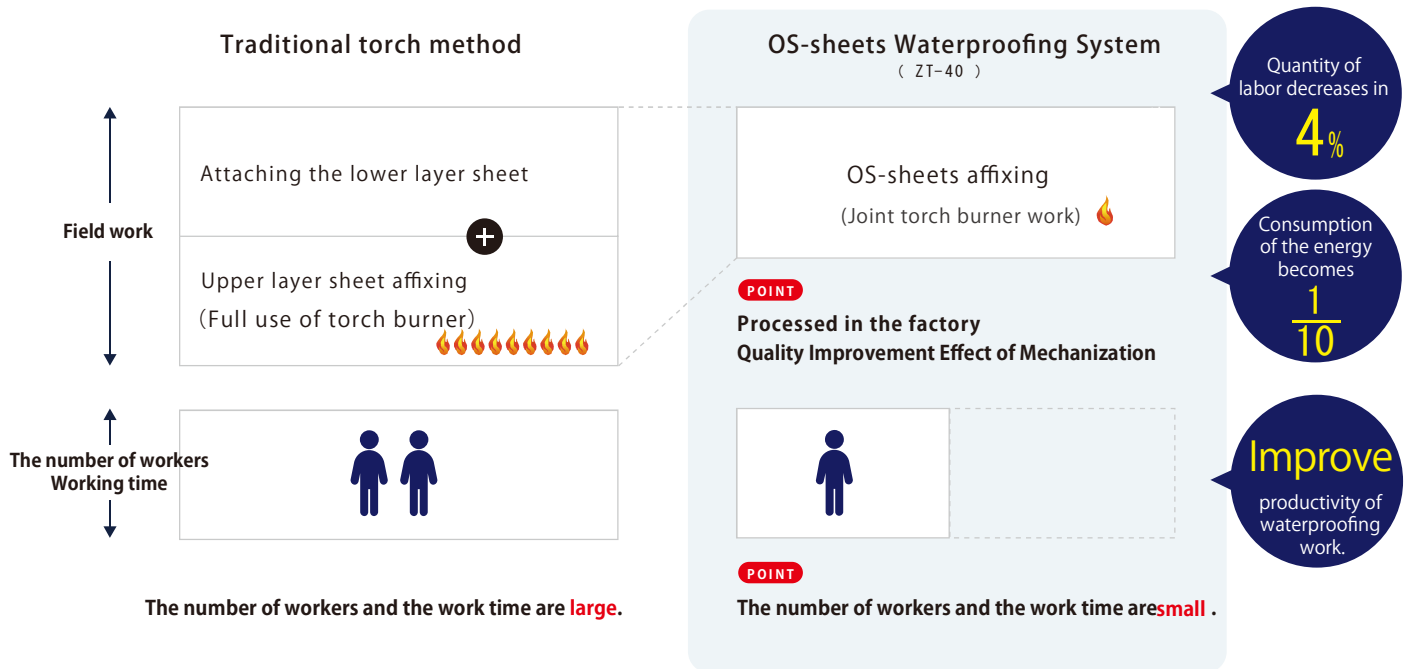 Traditional torch method
Field work
Attaching the lower layer sheet
+
Upper layer sheet affixing
(Full use of torch burner)
The number of workers
Working time
The number of workers and the work time are large.
OS-sheets Waterproofing System
( ZT-40 )
OS-sheets affixing
(Joint torch burner work)
POINT
Processed in the factory
Quality Improvement Effect of Mechanization
POINT
The number of workers and the work time aresmall .
Quantity of
labor decreases in
4%
Consumption
of the energy
becomes
1
10
Improve
productivity of
waterproofing
work.